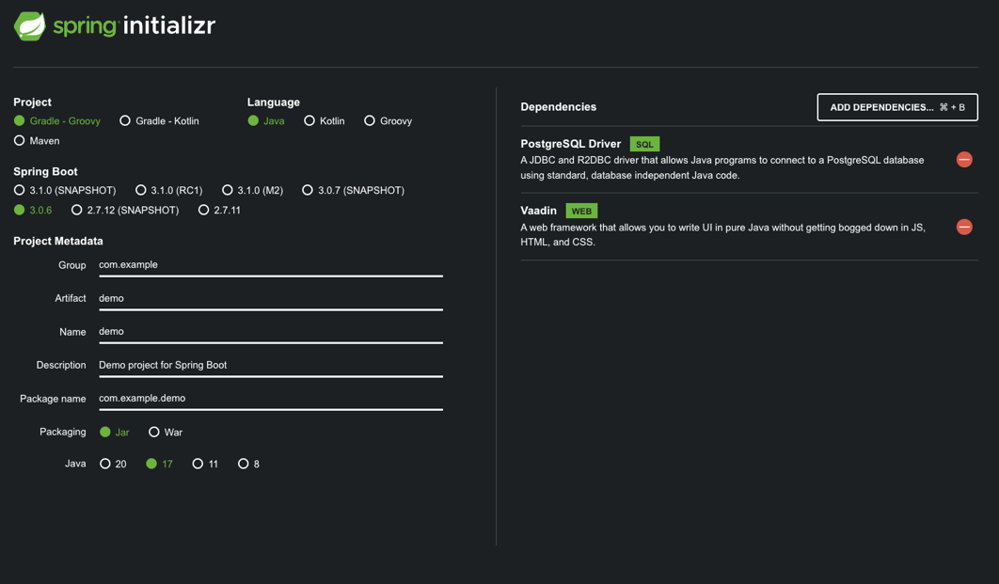 spring initializr
Project
Gradle - Groovy Gradle - Kotlin
Maven
Language
Java Kotlin Groovy
Spring Boot
3.1.0 (SNAPSHOT) 3.1.0 (RC1) 3.1.0 (M2) 3.0.7 (SNAPSHOT)
3.0.6 2.7.12 (SNAPSHOT) 2.7.11
Project Metadata
Group com.example
Artifact demo
Name demo
Description Demo project for Spring Boot
Package name com.example.demo
Packaging Jar War
Java 20 17 11 8
Dependencies
ADD DEPENDENCIES... ⌘ + B
PostgreSQL Driver SQL
A JDBC and R2DBC driver that allows Java programs to connect to a PostgreSQL database
using standard, database independent Java code.
Vaadin WEB
A web framework that allows you to write UI in pure Java without getting bogged down in JS,
HTML, and CSS.